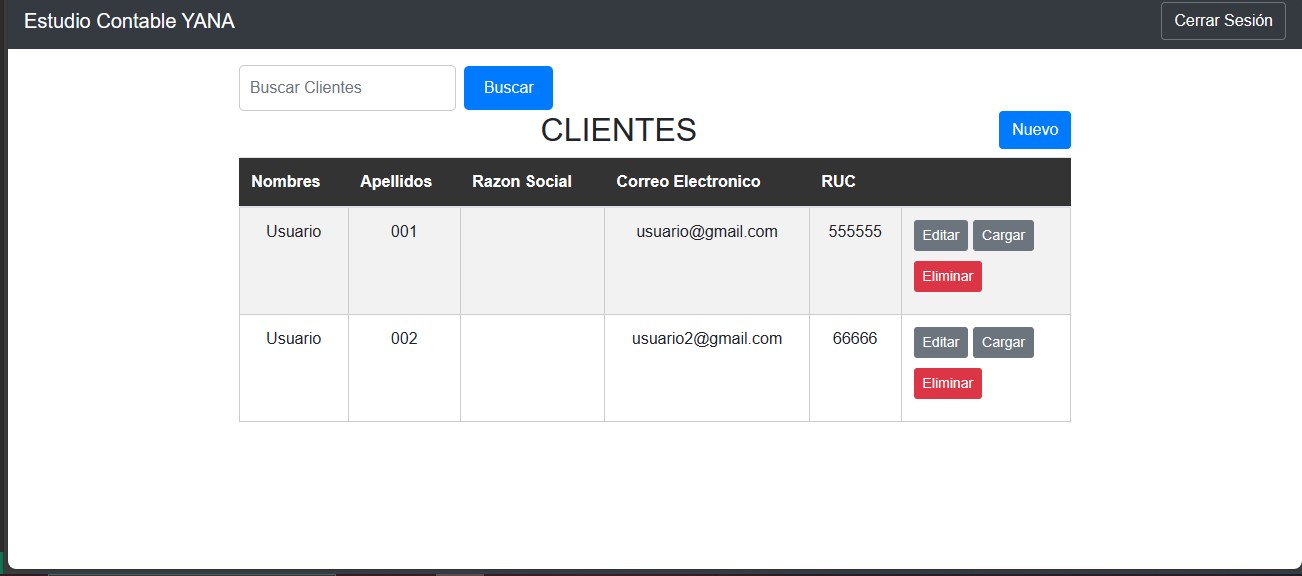 Estudio Contable YANA Cerrar Sesión
Buscar Clientes Buscar
CLIENTES Nuevo
Nombres Apellidos Razon Social Correo Electronico RUC
Usuario 001 usuario@gmail.com 555555 Editar Cargar
Eliminar
Usuario 002 usuario2@gmail.com 66666 Editar Cargar
Eliminar